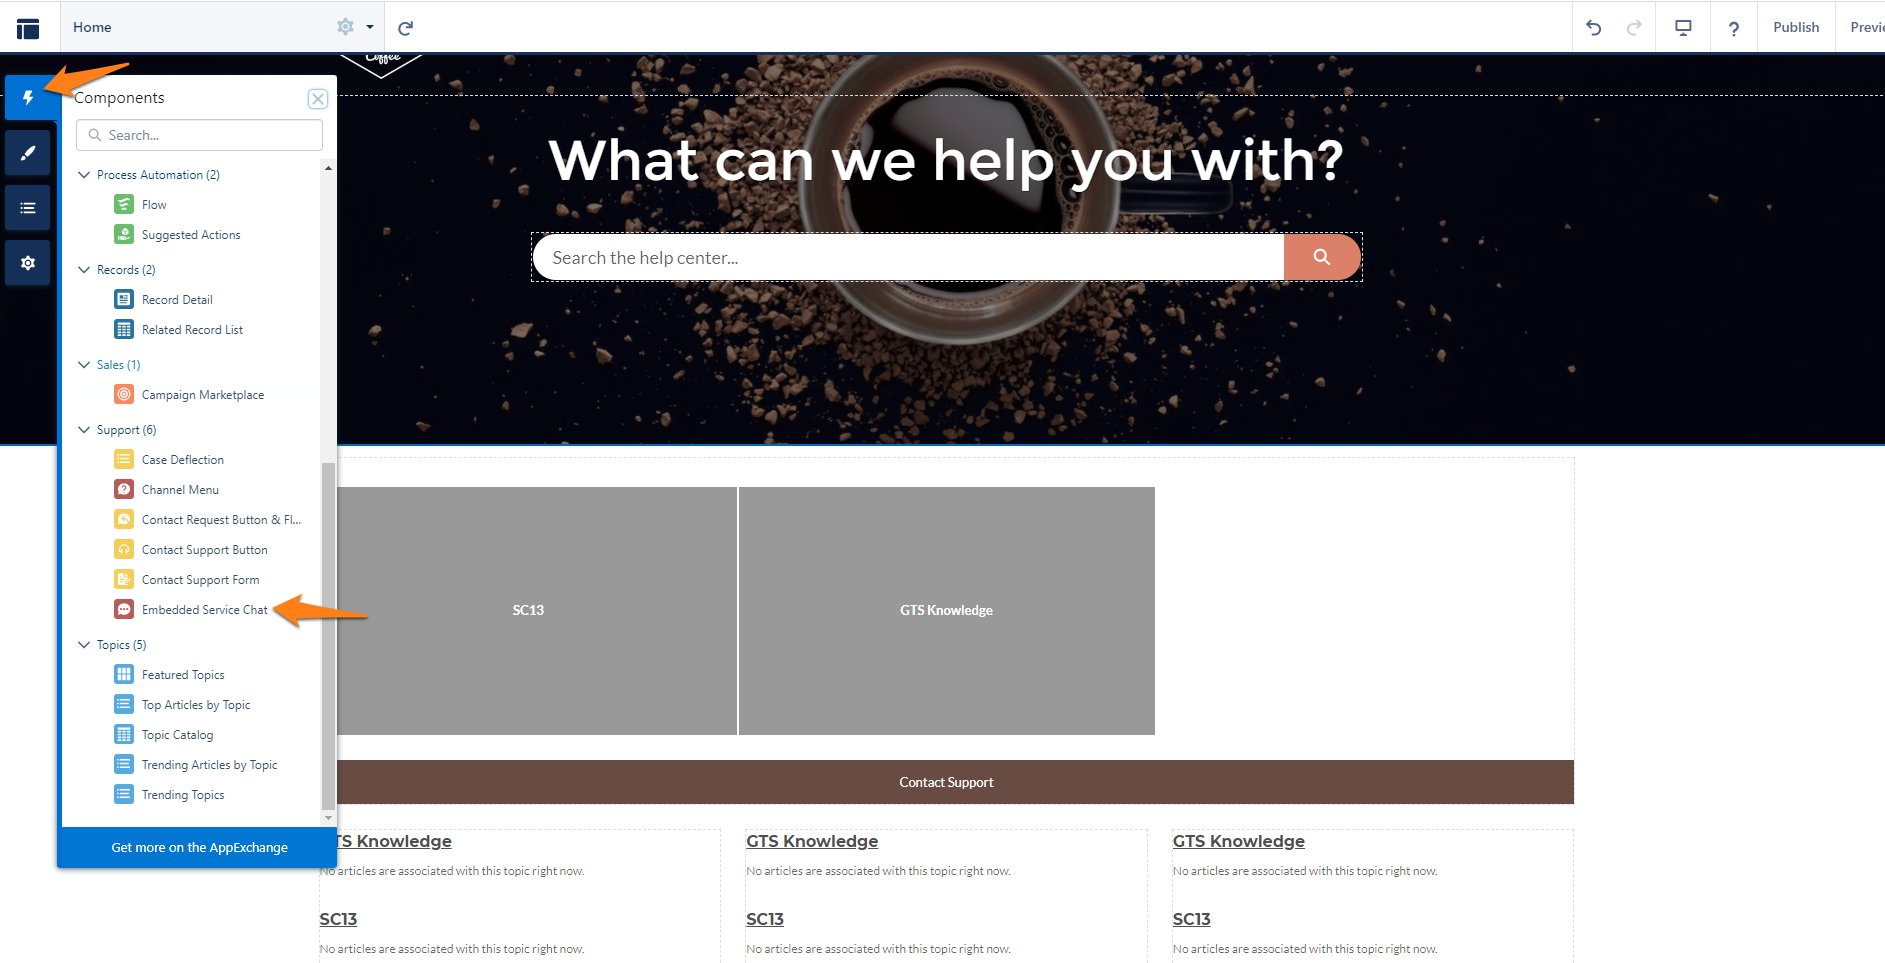 Home
Publish
Previe
Coffee
Components
Search...
Process Automation (2)
Flow
Suggested Actions
Records (2)
Record Detail
Related Record List
Sales (1)
Campaign Marketplace
Support (6)
Case Deflection
Channel Menu
Contact Request Button & Fl...
Contact Support Button
Contact Support Form
Embedded Service Chat
Topics (5)
Featured Topics
Top Articles by Topic
Topic Catalog
Trending Articles by Topic
Trending Topics
Get more on the AppExchange
What can we help you with?
Search the help center...
SC13
GTS Knowledge
Contact Support
TS Knowledge
No articles are associated with this topic right now.
SC13
No articles are associated with this topic right now.
GTS Knowledge
No articles are associated with this topic right now.
SC13
No articles are associated with this topic right now.
GTS Knowledge
No articles are associated with this topic right now.
SC13
No articles are associated with this topic right now.